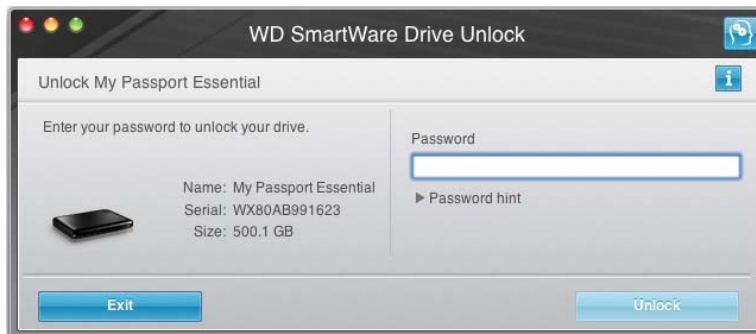 WD SmartWare Drive Unlock
Unlock My Passport Essential
i
Enter your password to unlock your drive.
Name: My Passport Essential
Serial: WX80AB991623
Size: 500.1 GB
Password
Password hint
Exit
Unlock